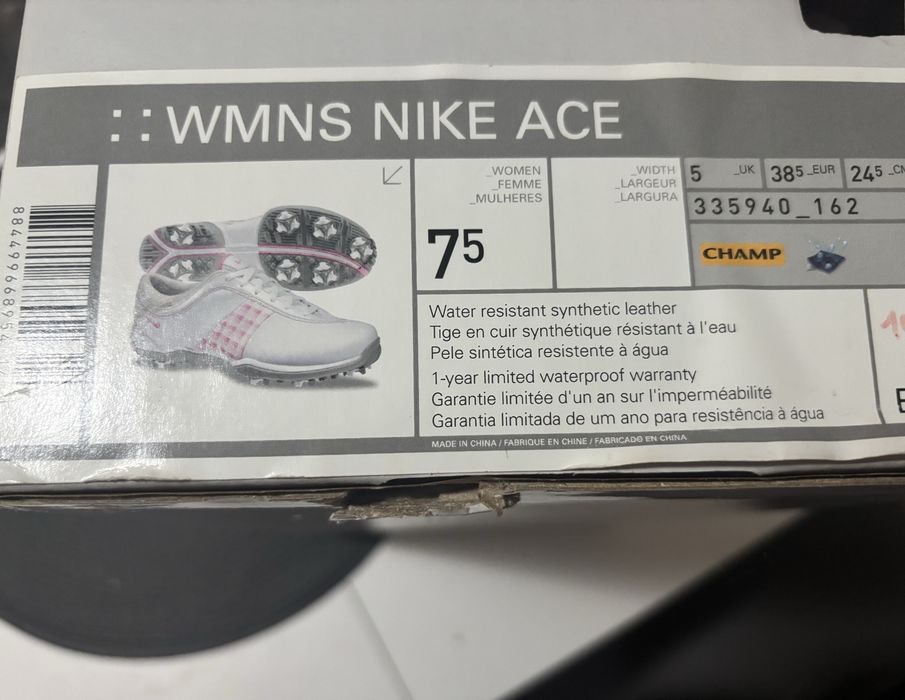 WMNS NIKE ACE
_WOMEN
_FEMME
_MULHERES
75
_WIDTH
_LARGEUR
_LARGURA
5 _UK
385 _EUR
245 _CM
335940_162
CHAMP
Water resistant synthetic leather
Tige en cuir synthétique résistant à l'eau
Pele sintética resistente à água
1-year limited waterproof warranty
Garantie limitée d'un an sur l'imperméabilité
Garantia limitada de um ano para resistência à água
MADE IN CHINA / FABRIQUE EN CHINE / FABRICADO EN CHINA